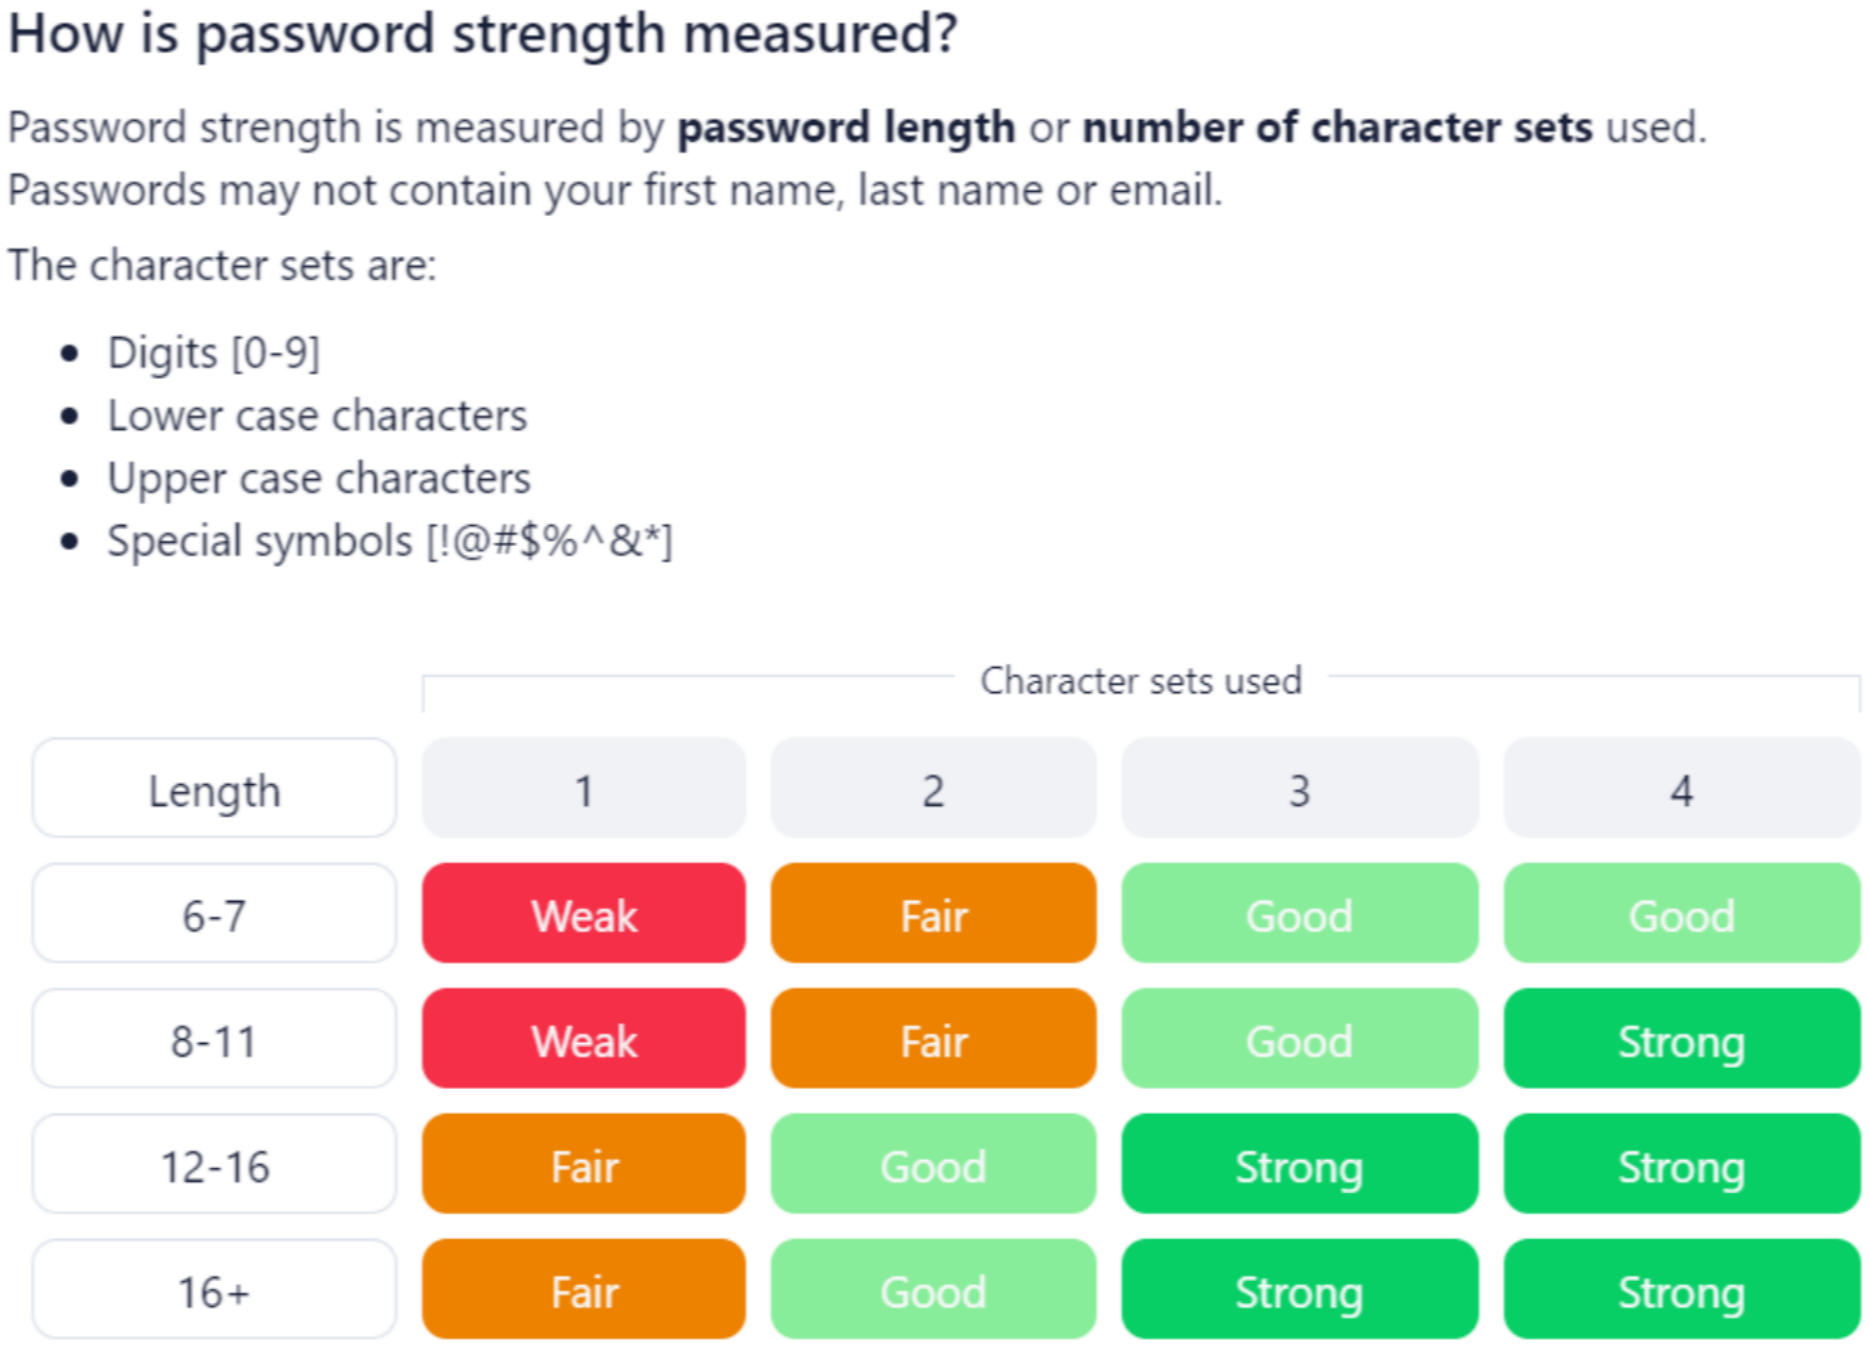 How is password strength measured?
Password strength is measured by password length or number of character sets used.
Passwords may not contain your first name, last name or email.
The character sets are:
• Digits [0-9]
• Lower case characters
• Upper case characters
• Special symbols [!@#$%^&*]
Character sets used
Length 1 2 3 4
6-7 Weak Fair Good Good
8-11 Weak Fair Good Strong
12-16 Fair Good Strong Strong
16+ Fair Good Strong Strong